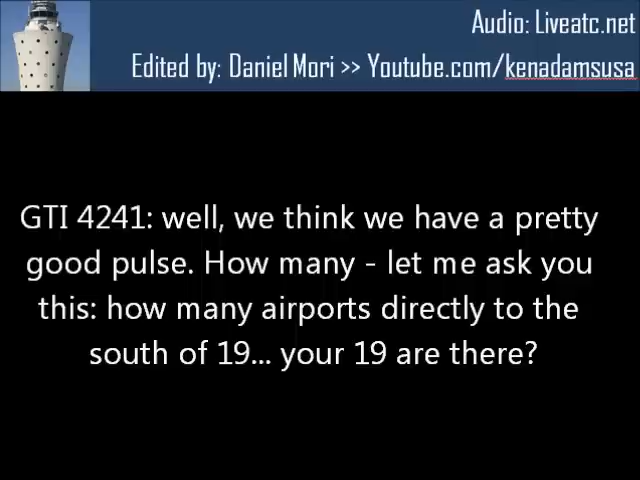 Audio: Liveatc.net
Edited by: Daniel Mori >> Youtube.com/kenadamsusa
GTI 4241: well, we think we have a pretty
good pulse. How many - let me ask you
this: how many airports directly to the
south of 19... your 19 are there?